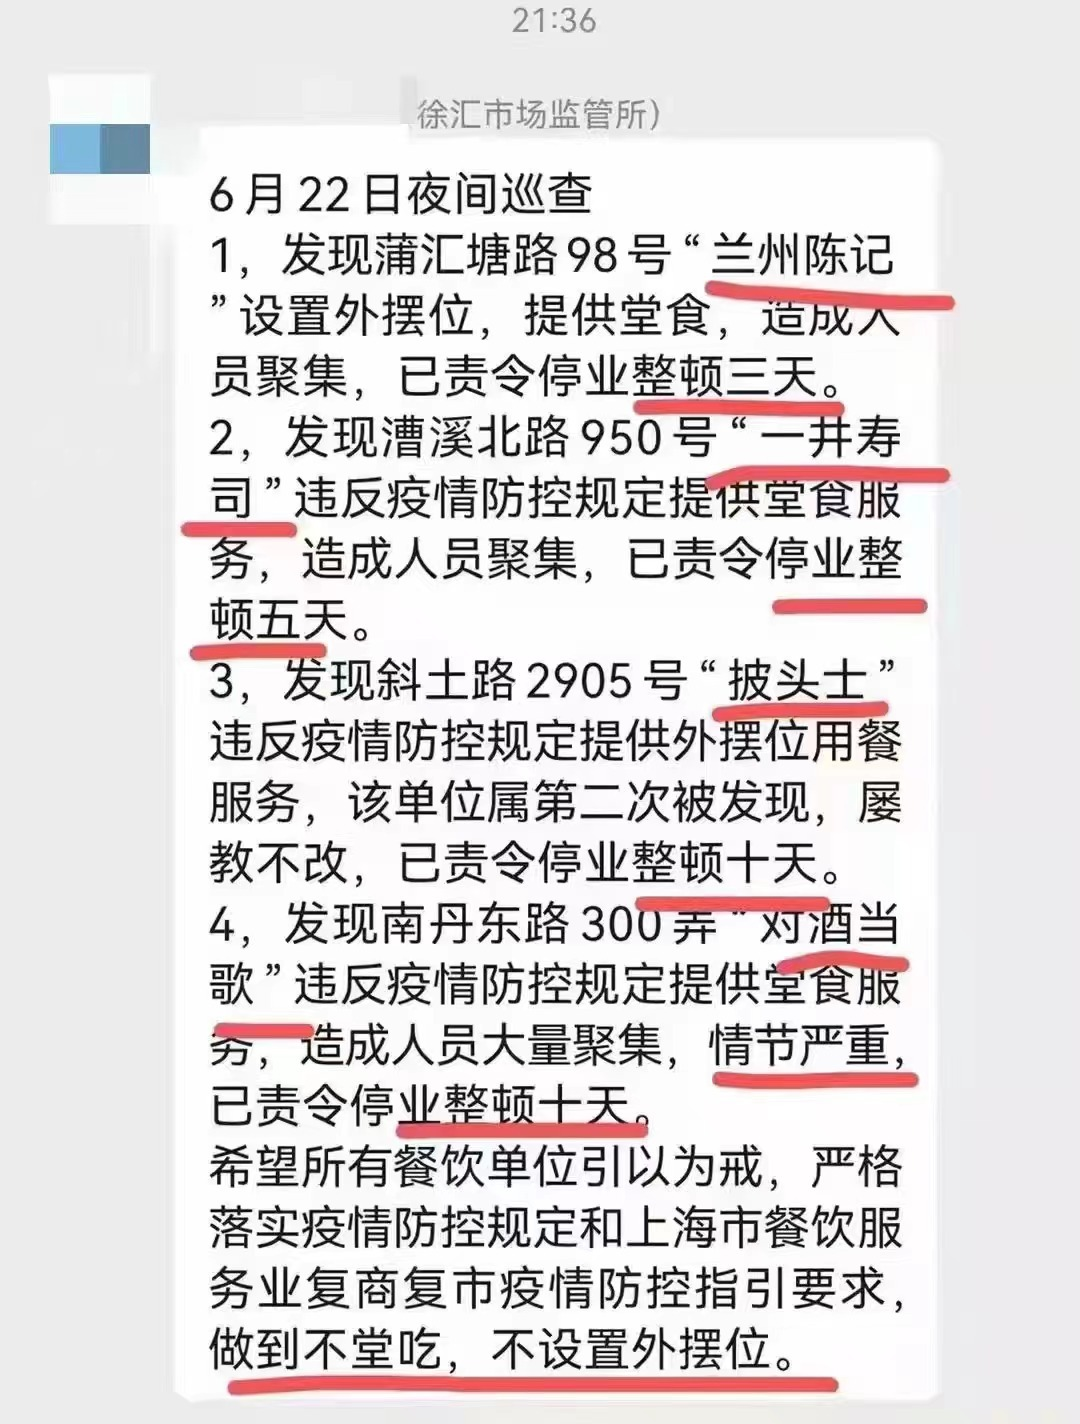 21:36
徐汇市场监管所）
6月22日夜间巡查
1，发现蒲汇塘路98号“兰州陈记
”设置外摆位，提供堂食，造成人
员聚集，已责令停业整顿三天。
2，发现漕溪北路950号“一井寿
司”违反疫情防控规定提供堂食服
务，造成人员聚集，已责令停业整
顿五天。
3，发现斜土路2905号“披头士”
违反疫情防控规定提供外摆位用餐
服务，该单位属第二次被发现，屡
教不改，已责令停业整顿十天。
4，发现南丹东路300弄“对酒当
歌”违反疫情防控规定提供堂食服
务，造成人员大量聚集，情节严重，
已责令停业整顿十天。
希望所有餐饮单位引以为戒，严格
落实疫情防控规定和上海市餐饮服
务业复商复市疫情防控指引要求，
做到不堂吃，不设置外摆位。